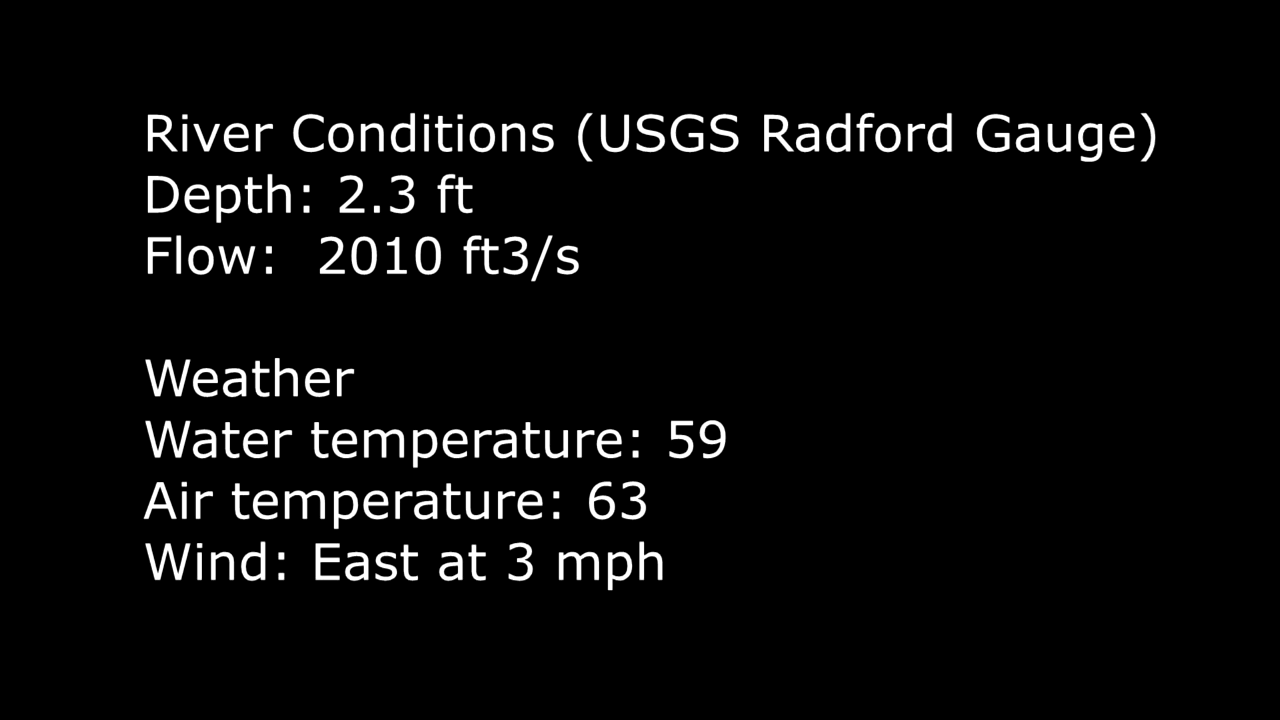 River Conditions (USGS Radford Gauge)
Depth: 2.3 ft
Flow:  2010 ft3/s
Weather
Water temperature: 59
Air temperature: 63
Wind: East at 3 mph